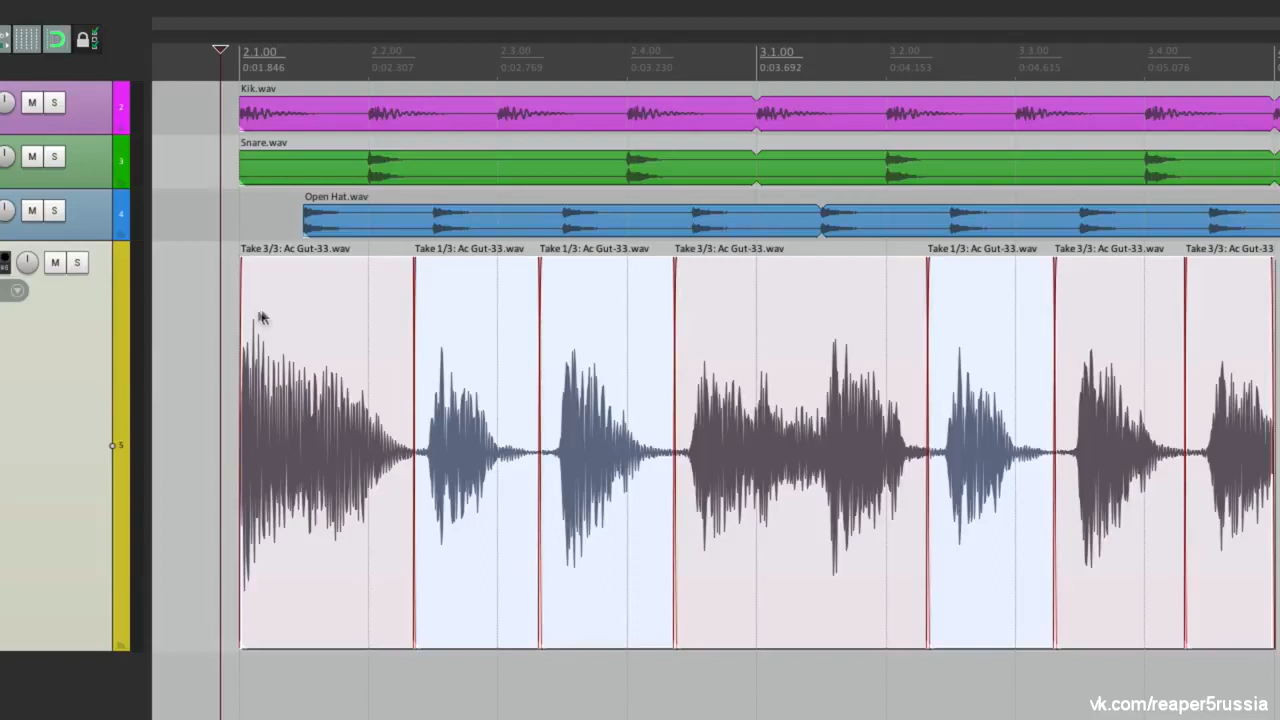 2.1.00 2.2.00 2.3.00 2.4.00 3.1.00 3.2.00 3.3.00 3.4.00
0:01.846 0:02.307 0:02.769 0:03.230 0:03.692 0:04.153 0:04.615 0:05.076
Kik.wav
M S 2
Snare.wav
M S 3
Open Hat.wav
M S 4
Take 3/3: Ac Gut-33.wav Take 1/3: Ac Gut-33.wav Take 1/3: Ac Gut-33.wav Take 3/3: Ac Gut-33.wav Take 1/3: Ac Gut-33.wav Take 3/3: Ac Gut-33.wav Take 3/3: Ac Gut-33
M S
5
vk.com/reaper5russia